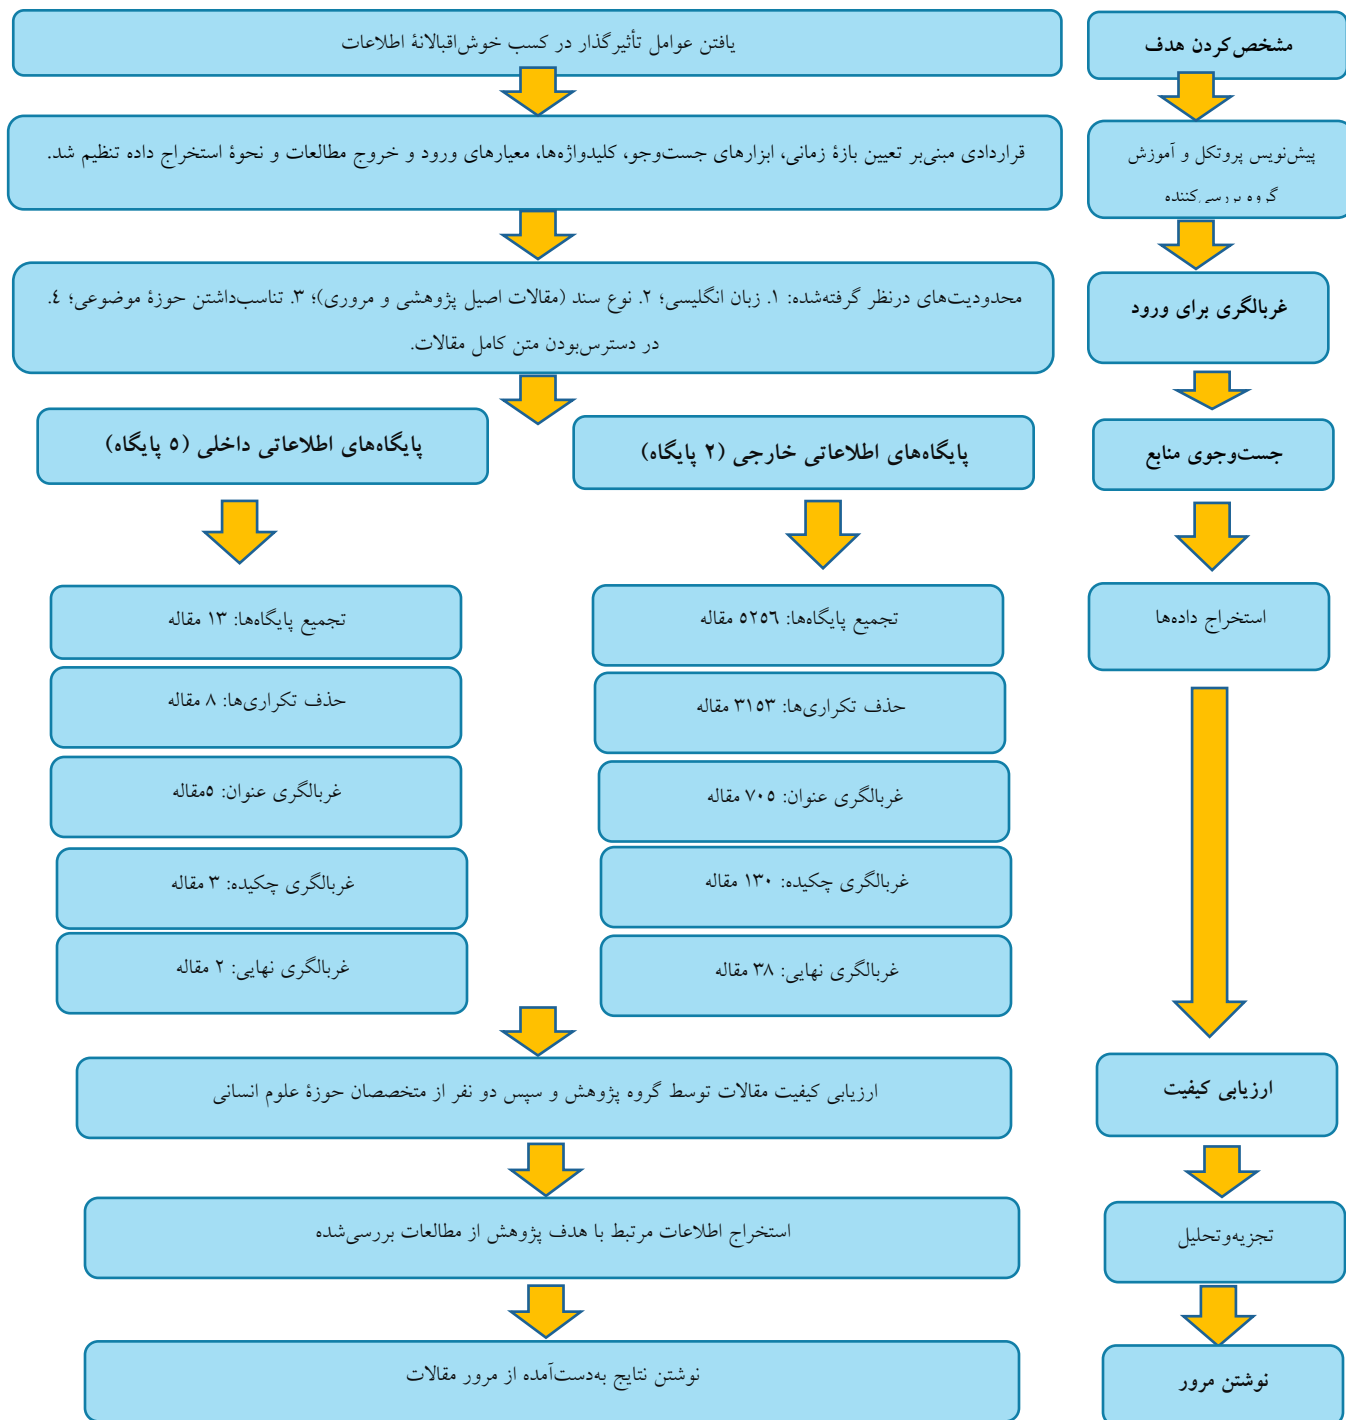 مشخص‌کردن هدف
یافتن عوامل تأثیرگذار در کسب خوش‌اقبالانهٔ اطلاعات
پیش‌نویس پروتکل و آموزش
گروه بررسی‌کننده
قراردادی مبنی‌بر تعیین بازهٔ زمانی، ابزارهای جست‌وجو، کلیدواژه‌ها، معیارهای ورود و خروج مطالعات و نحوهٔ استخراج داده تنظیم شد.
غربالگری برای ورود
محدودیت‌های درنظر گرفته‌شده: ۱. زبان انگلیسی؛ ۲. نوع سند (مقالات اصیل پژوهشی و مروری)؛ ۳. تناسب‌داشتن حوزهٔ موضوعی؛ ۴.
در دسترس‌بودن متن کامل مقالات.
جست‌وجوی منابع
پایگاه‌های اطلاعاتی خارجی (۲ پایگاه)
پایگاه‌های اطلاعاتی داخلی (۵ پایگاه)
استخراج داده‌ها
تجمیع پایگاه‌ها: ۵۲۵۶ مقاله
تجمیع پایگاه‌ها: ۱۳ مقاله
حذف تکراری‌ها: ۳۱۵۳ مقاله
حذف تکراری‌ها: ۸ مقاله
غربالگری عنوان: ۷۰۵ مقاله
غربالگری عنوان: ۵مقاله
غربالگری چکیده: ۱۳۰ مقاله
غربالگری چکیده: ۳ مقاله
غربالگری نهایی: ۳۸ مقاله
غربالگری نهایی: ۲ مقاله
ارزیابی کیفیت
ارزیابی کیفیت مقالات توسط گروه پژوهش و سپس دو نفر از متخصصان حوزهٔ علوم انسانی
تجزیه‌وتحلیل
استخراج اطلاعات مرتبط با هدف پژوهش از مطالعات بررسی‌شده
نوشتن مرور
نوشتن نتایج به‌دست‌آمده از مرور مقالات